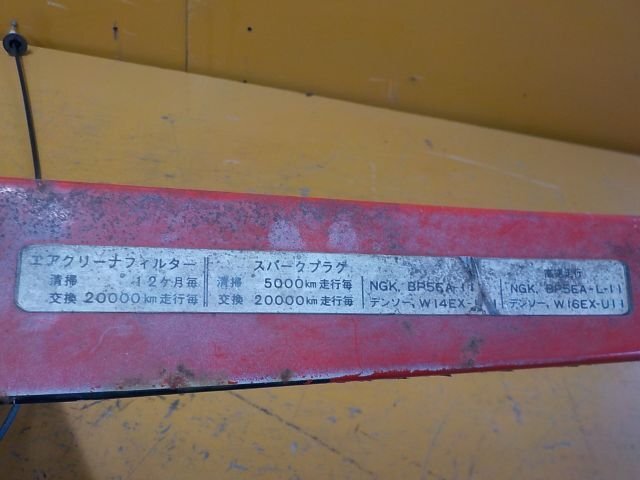 エアクリーナフィルター
清掃 12ヶ月毎
交換 20000km走行毎
スパークプラグ
清掃 5000km走行毎
交換 20000km走行毎
NGK, BP5EA-
デンソー, W14EX-
NGK, BP5EA-L-11
デンソー, W16EX-U11